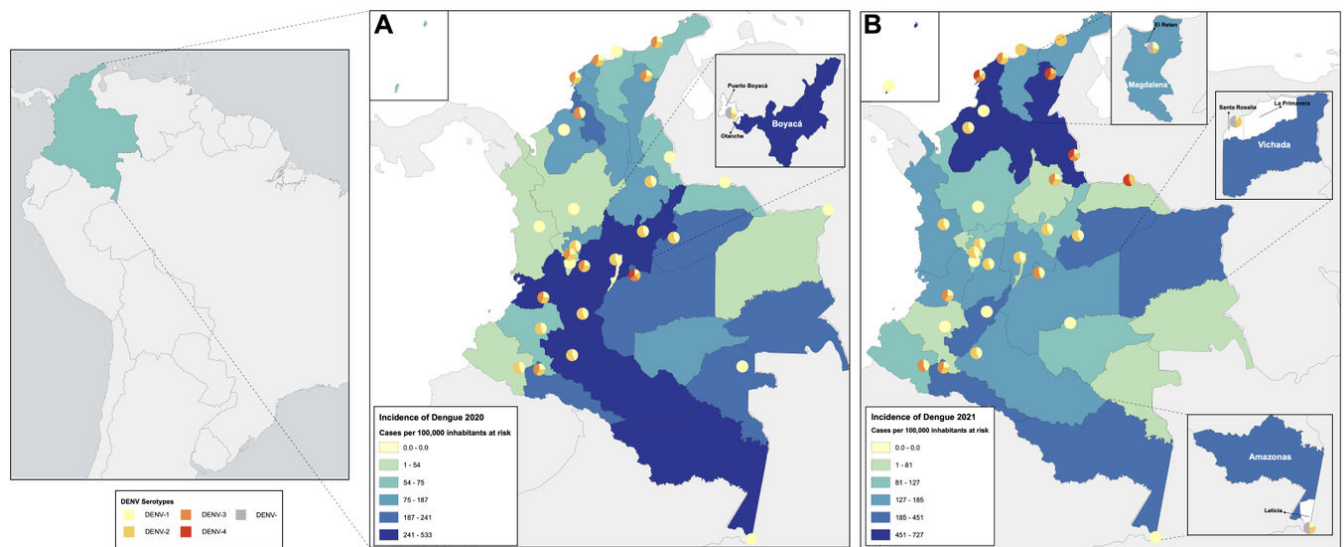 A
B
Puerto Boyacá
Boyacá
Otanche
El Reten
Magdalena
Santa Rosalia
La Primavera
Vichada
Amazonas
Leticia
DENV Serotypes
DENV-1
DENV-3
DENV-
DENV-2
DENV-4
Incidence of Dengue 2020
Cases per 100,000 inhabitants at risk
0.0 - 0.0
1 - 54
54 - 75
75 - 187
187 - 241
241 - 533
Incidence of Dengue 2021
Cases per 100,000 inhabitants at risk
0.0 - 0.0
1 - 81
81 - 127
127 - 185
185 - 451
451 - 727